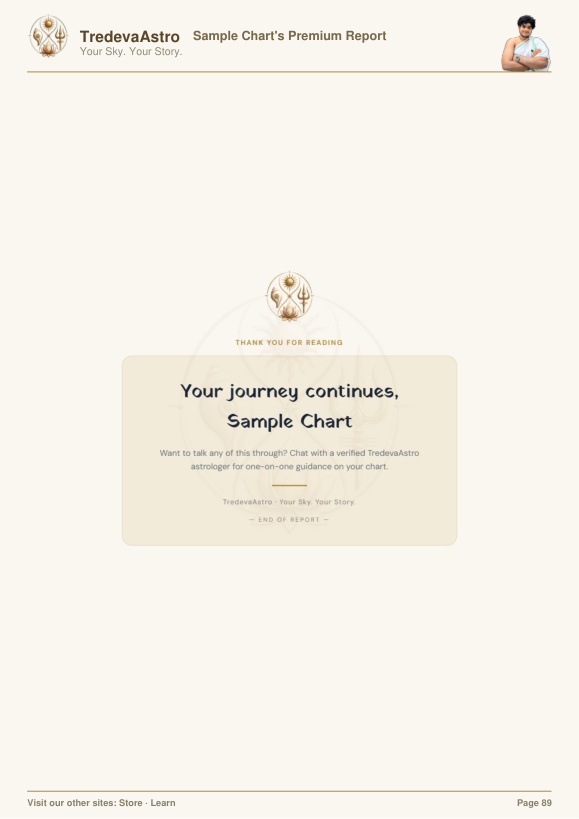 TredevaAstro Sample Chart's Premium Report
Your Sky. Your Story.
THANK YOU FOR READING
Your journey continues,
Sample Chart
Want to talk any of this through? Chat with a verified TredevaAstro
astrologer for one-on-one guidance on your chart.
TredevaAstro · Your Sky. Your Story.
— END OF REPORT —
Visit our other sites: Store · Learn Page 89